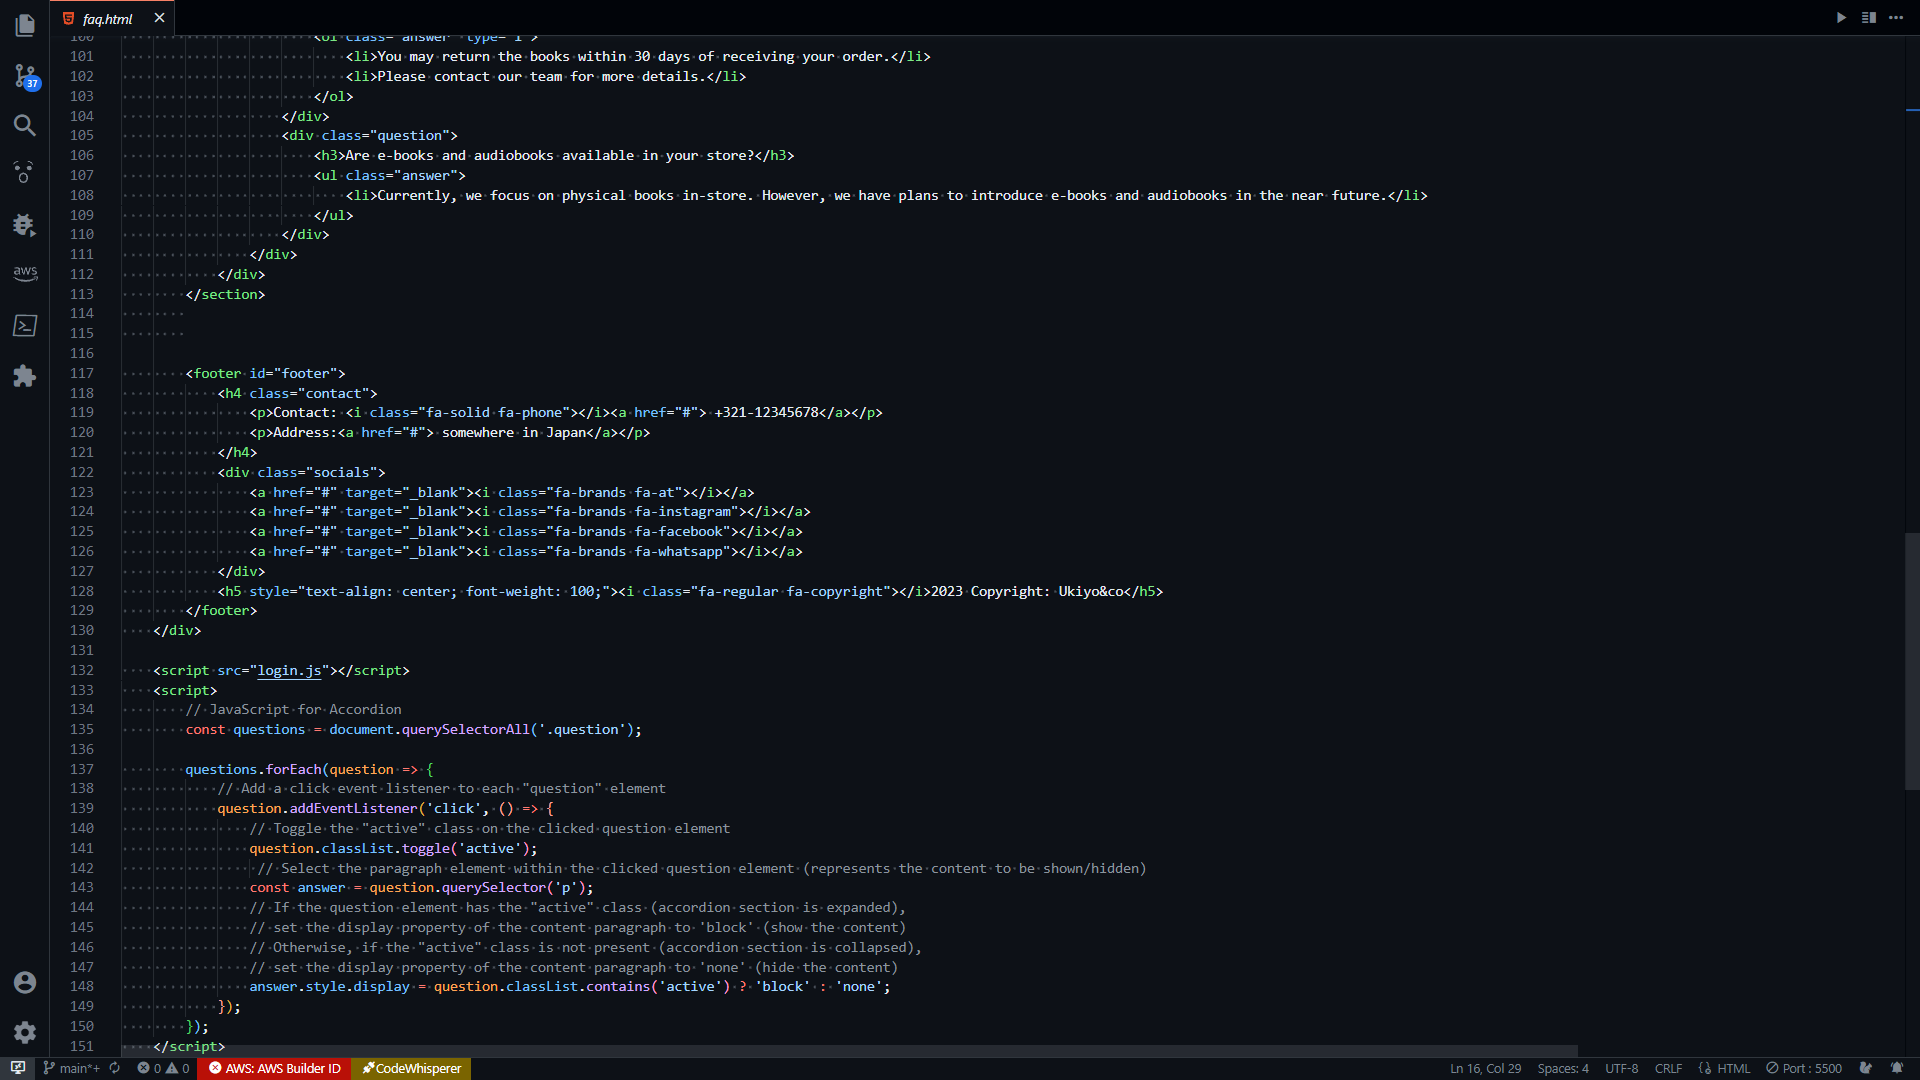 faq.html
37
aws
100 <ol class="answer" type="1">
101 <li>You may return the books within 30 days of receiving your order.</li>
102 <li>Please contact our team for more details.</li>
103 </ol>
104 </div>
105 <div class="question">
106 <h3>Are e-books and audiobooks available in your store?</h3>
107 <ul class="answer">
108 <li>Currently, we focus on physical books in-store. However, we have plans to introduce e-books and audiobooks in the near future.</li>
109 </ul>
110 </div>
111 </div>
112 </div>
113 </section>
114
115
116
117 <footer id="footer">
118 <h4 class="contact">
119 <p>Contact: <i class="fa-solid fa-phone"></i><a href="#"> +321-12345678</a></p>
120 <p>Address:<a href="#"> somewhere in Japan</a></p>
121 </h4>
122 <div class="socials">
123 <a href="#" target="_blank"><i class="fa-brands fa-at"></i></a>
124 <a href="#" target="_blank"><i class="fa-brands fa-instagram"></i></a>
125 <a href="#" target="_blank"><i class="fa-brands fa-facebook"></i></a>
126 <a href="#" target="_blank"><i class="fa-brands fa-whatsapp"></i></a>
127 </div>
128 <h5 style="text-align: center; font-weight: 100;"><i class="fa-regular fa-copyright"></i>2023 Copyright: Ukiyo&co</h5>
129 </footer>
130 </div>
131
132 <script src="login.js"></script>
133 <script>
134 // JavaScript for Accordion
135 const questions = document.querySelectorAll('.question');
136
137 questions.forEach(question => {
138 // Add a click event listener to each "question" element
139 question.addEventListener('click', () => {
140 // Toggle the "active" class on the clicked question element
141 question.classList.toggle('active');
142 // Select the paragraph element within the clicked question element (represents the content to be shown/hidden)
143 const answer = question.querySelector('p');
144 // If the question element has the "active" class (accordion section is expanded),
145 // set the display property of the content paragraph to 'block' (show the content)
146 // Otherwise, if the "active" class is not present (accordion section is collapsed),
147 // set the display property of the content paragraph to 'none' (hide the content)
148 answer.style.display = question.classList.contains('active') ? 'block' : 'none';
149 });
150 });
151 </script>
main*+ 0 0 AWS: AWS Builder ID CodeWhisperer Ln 16, Col 29 Spaces: 4 UTF-8 CRLF HTML Port : 5500